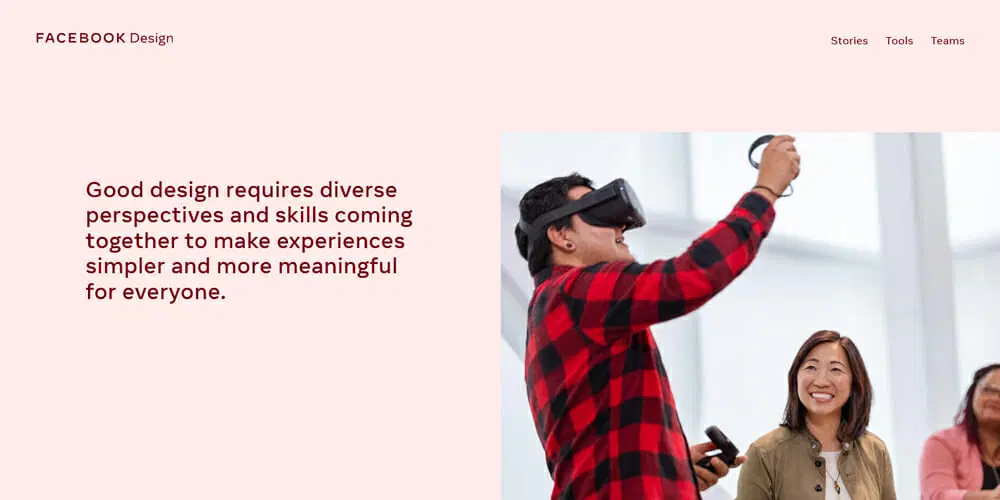 FACEBOOK Design
Stories Tools Teams
Good design requires diverse
perspectives and skills coming
together to make experiences
simpler and more meaningful
for everyone.